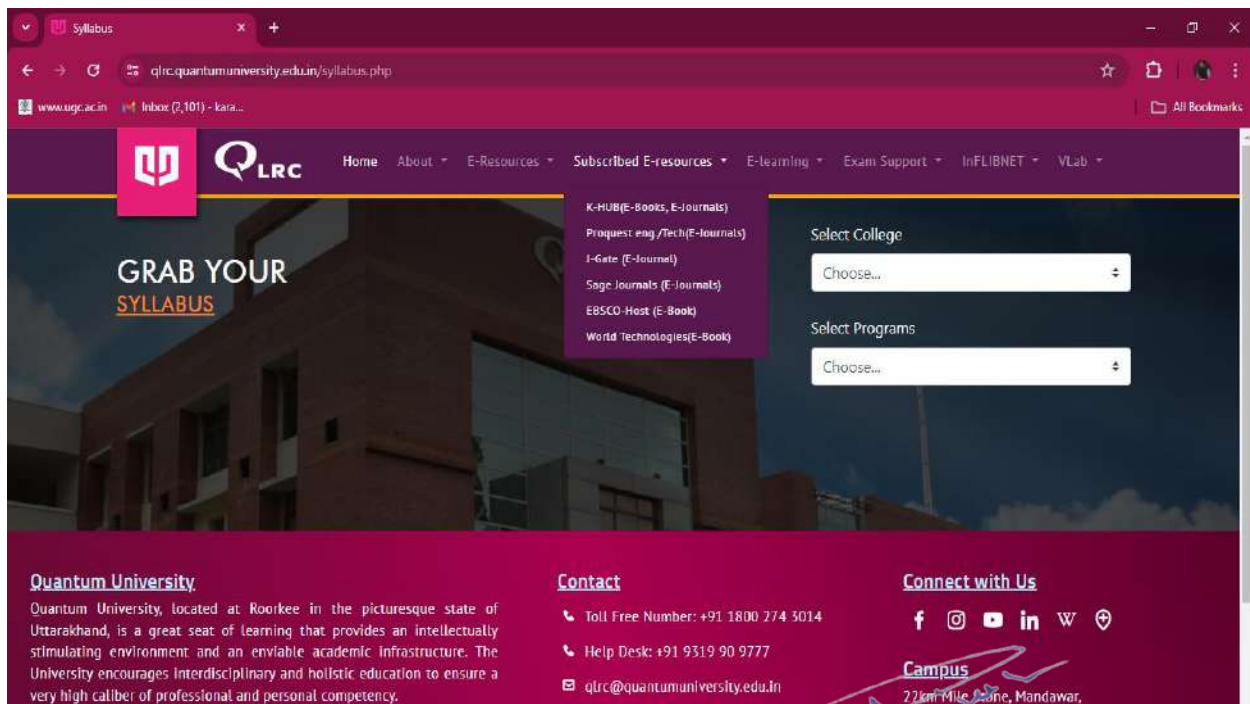 Syllabus
qlrc.quantumuniversity.edu.in/syllabus.php
www.ugc.ac.in Inbox (2,101) - kara...
All Bookmarks
QLRC
Home About E-Resources Subscribed E-resources E-learning Exam Support InFLIBNET VLab
K-HUB(E-Books, E-Journals)
Proquest eng./Tech(E-Journals)
J-Gate (E-Journal)
Sage Journals (E-Journals)
EBSCO-Host (E-Book)
World Technologies(E-Book)
GRAB YOUR
SYLLABUS
Select College
Choose...
Select Programs
Choose...
Quantum University
Quantum University, located at Roorkee in the picturesque state of
Uttarakhand, is a great seat of learning that provides an intellectually
stimulating environment and an enviable academic infrastructure. The
University encourages interdisciplinary and holistic education to ensure a
very high caliber of professional and personal competency.
Contact
Toll Free Number: +91 1800 274 3014
Help Desk: +91 9319 90 9777
qlrc@quantumuniversity.edu.in
Connect with Us
Campus
22km Mile Stone, Mandawar,